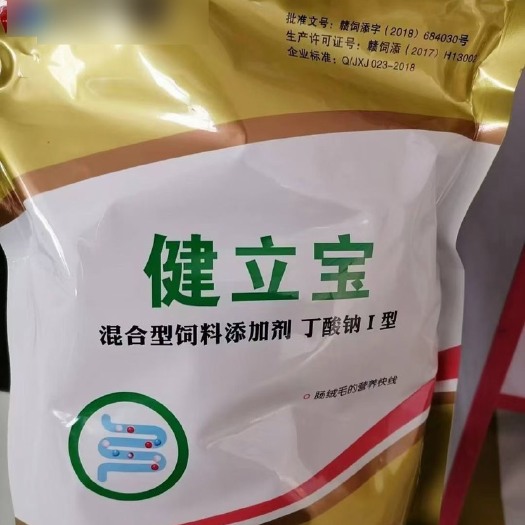 批准文号：赣饲添字（2018）684030号
生产许可证号：赣饲添（2017）H1300
企业标准：Q/JXJ 023-2018
健立宝
混合型饲料添加剂 丁酸钠Ⅰ型
肠绒毛的营养快线